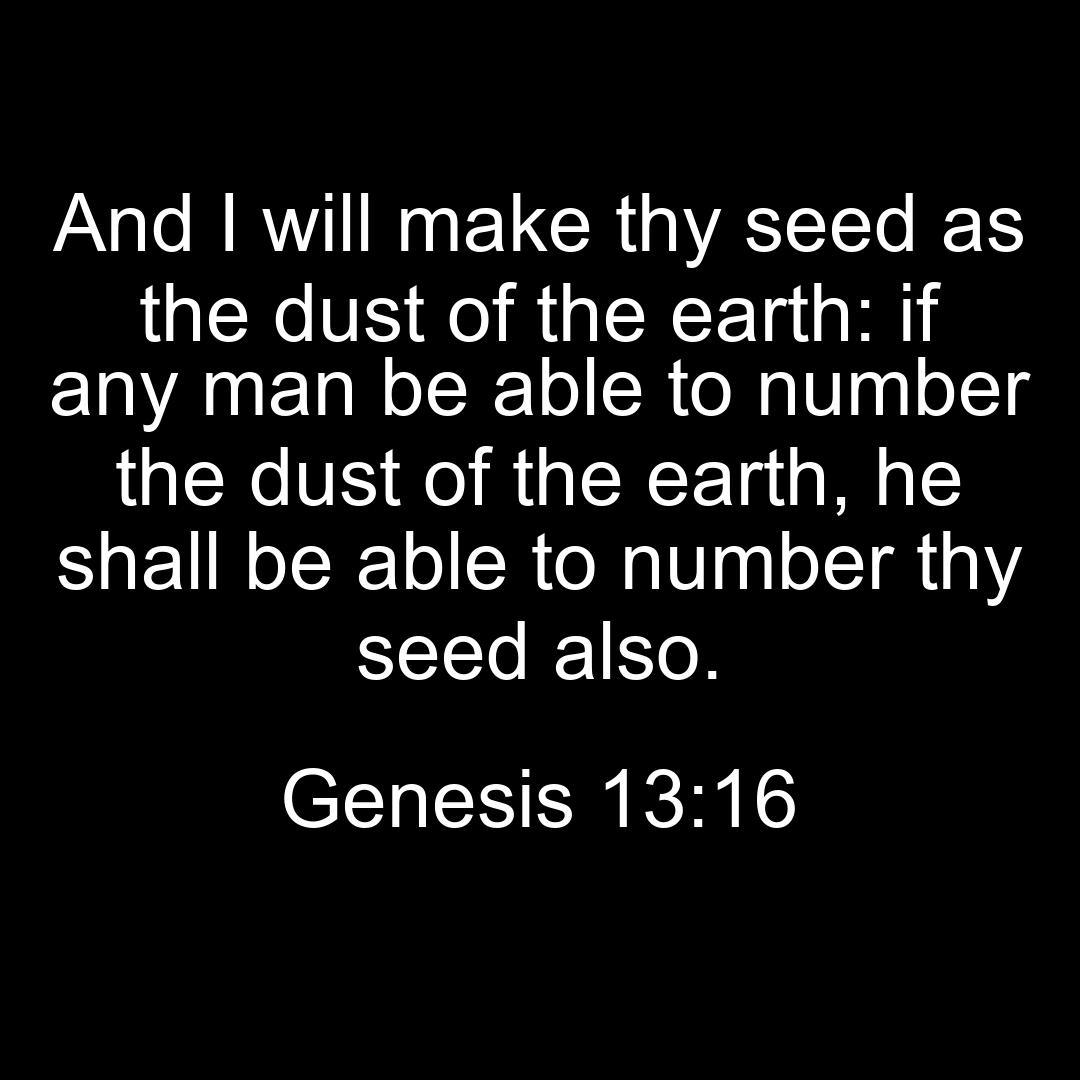 And I will make thy seed as
the dust of the earth: if
any man be able to number
the dust of the earth, he
shall be able to number thy
seed also.
Genesis 13:16